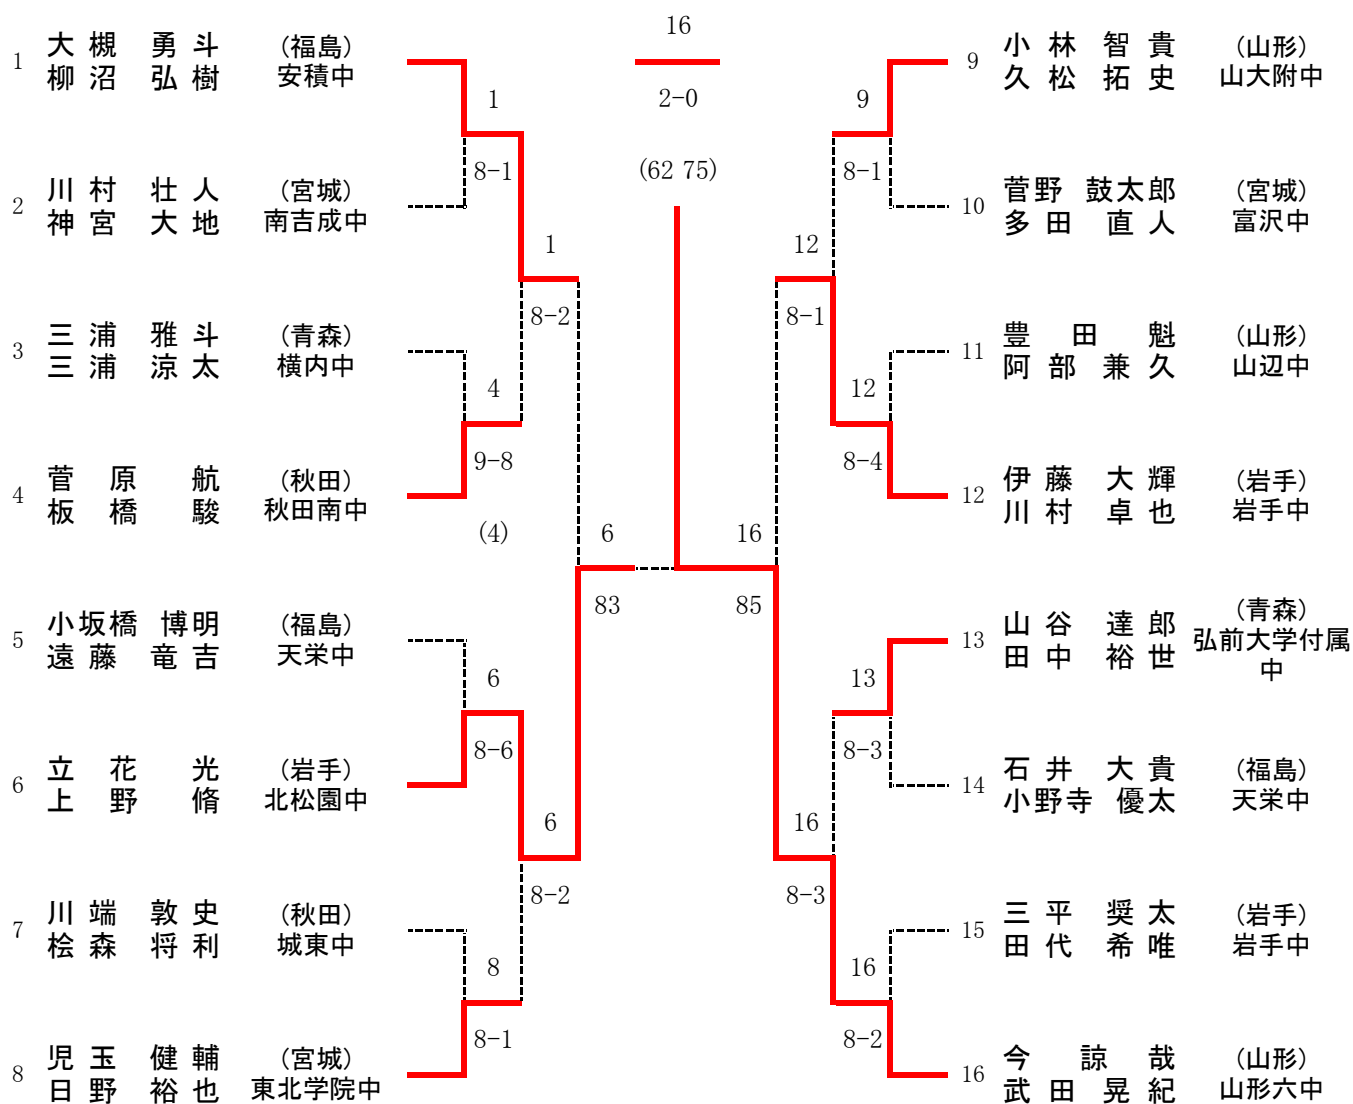 16
2-0
(62 75)
1
大槻 勇斗 (福島)
柳沼 弘樹 安積中
1
8-1
2
川村 壮人 (宮城)
神宮 大地 南吉成中
1
8-2
3
三浦 雅斗 (青森)
三浦 涼太 横内中
4
9-8
(4)
4
菅原 航 (秋田)
板橋 駿 秋田南中
6
83
5
小坂橋 博明 (福島)
遠藤 竜吉 天栄中
6
8-6
6
立花 光 (岩手)
上野 脩 北松園中
6
8-2
7
川端 敦史 (秋田)
桧森 将利 城東中
8
8-1
8
児玉 健輔 (宮城)
日野 裕也 東北学院中
9
小林 智貴 (山形)
久松 拓史 山大附中
9
8-1
10
菅野 鼓太郎 (宮城)
多田 直人 富沢中
12
8-1
11
豊田 魁 (山形)
阿部 兼久 山辺中
12
8-4
12
伊藤 大輝 (岩手)
川村 卓也 岩手中
16
85
13
山谷 達郎 (青森)
田中 裕世 弘前大学付属
中
13
8-3
14
石井 大貴 (福島)
小野寺 優太 天栄中
16
8-3
15
三平 奨太 (岩手)
田代 希唯 岩手中
16
8-2
16
今 諒哉 (山形)
武田 晃紀 山形六中